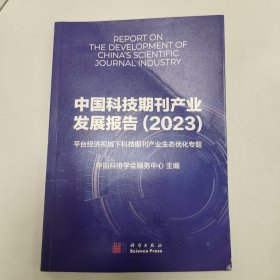 REPORT ON
THE DEVELOPMENT OF
CHINA'S SCIENTIFIC
JOURNAL INDUSTRY
中国科技期刊产业
发展报告(2023)
平台经济视阈下科技期刊产业生态优化专题
中国科协学会服务中心 主编
科学出版社
Science Press